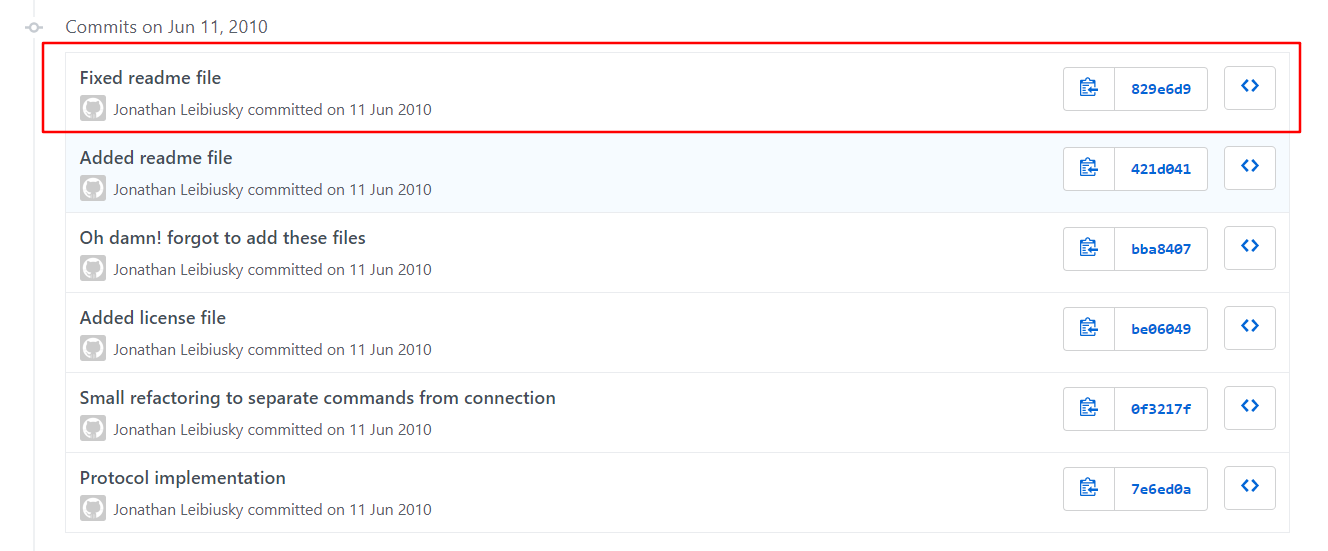 Commits on Jun 11, 2010
Fixed readme file
Jonathan Leibiusky committed on 11 Jun 2010
829e6d9
Added readme file
Jonathan Leibiusky committed on 11 Jun 2010
421d041
Oh damn! forgot to add these files
Jonathan Leibiusky committed on 11 Jun 2010
bba8407
Added license file
Jonathan Leibiusky committed on 11 Jun 2010
be06049
Small refactoring to separate commands from connection
Jonathan Leibiusky committed on 11 Jun 2010
0f3217f
Protocol implementation
Jonathan Leibiusky committed on 11 Jun 2010
7e6ed0a